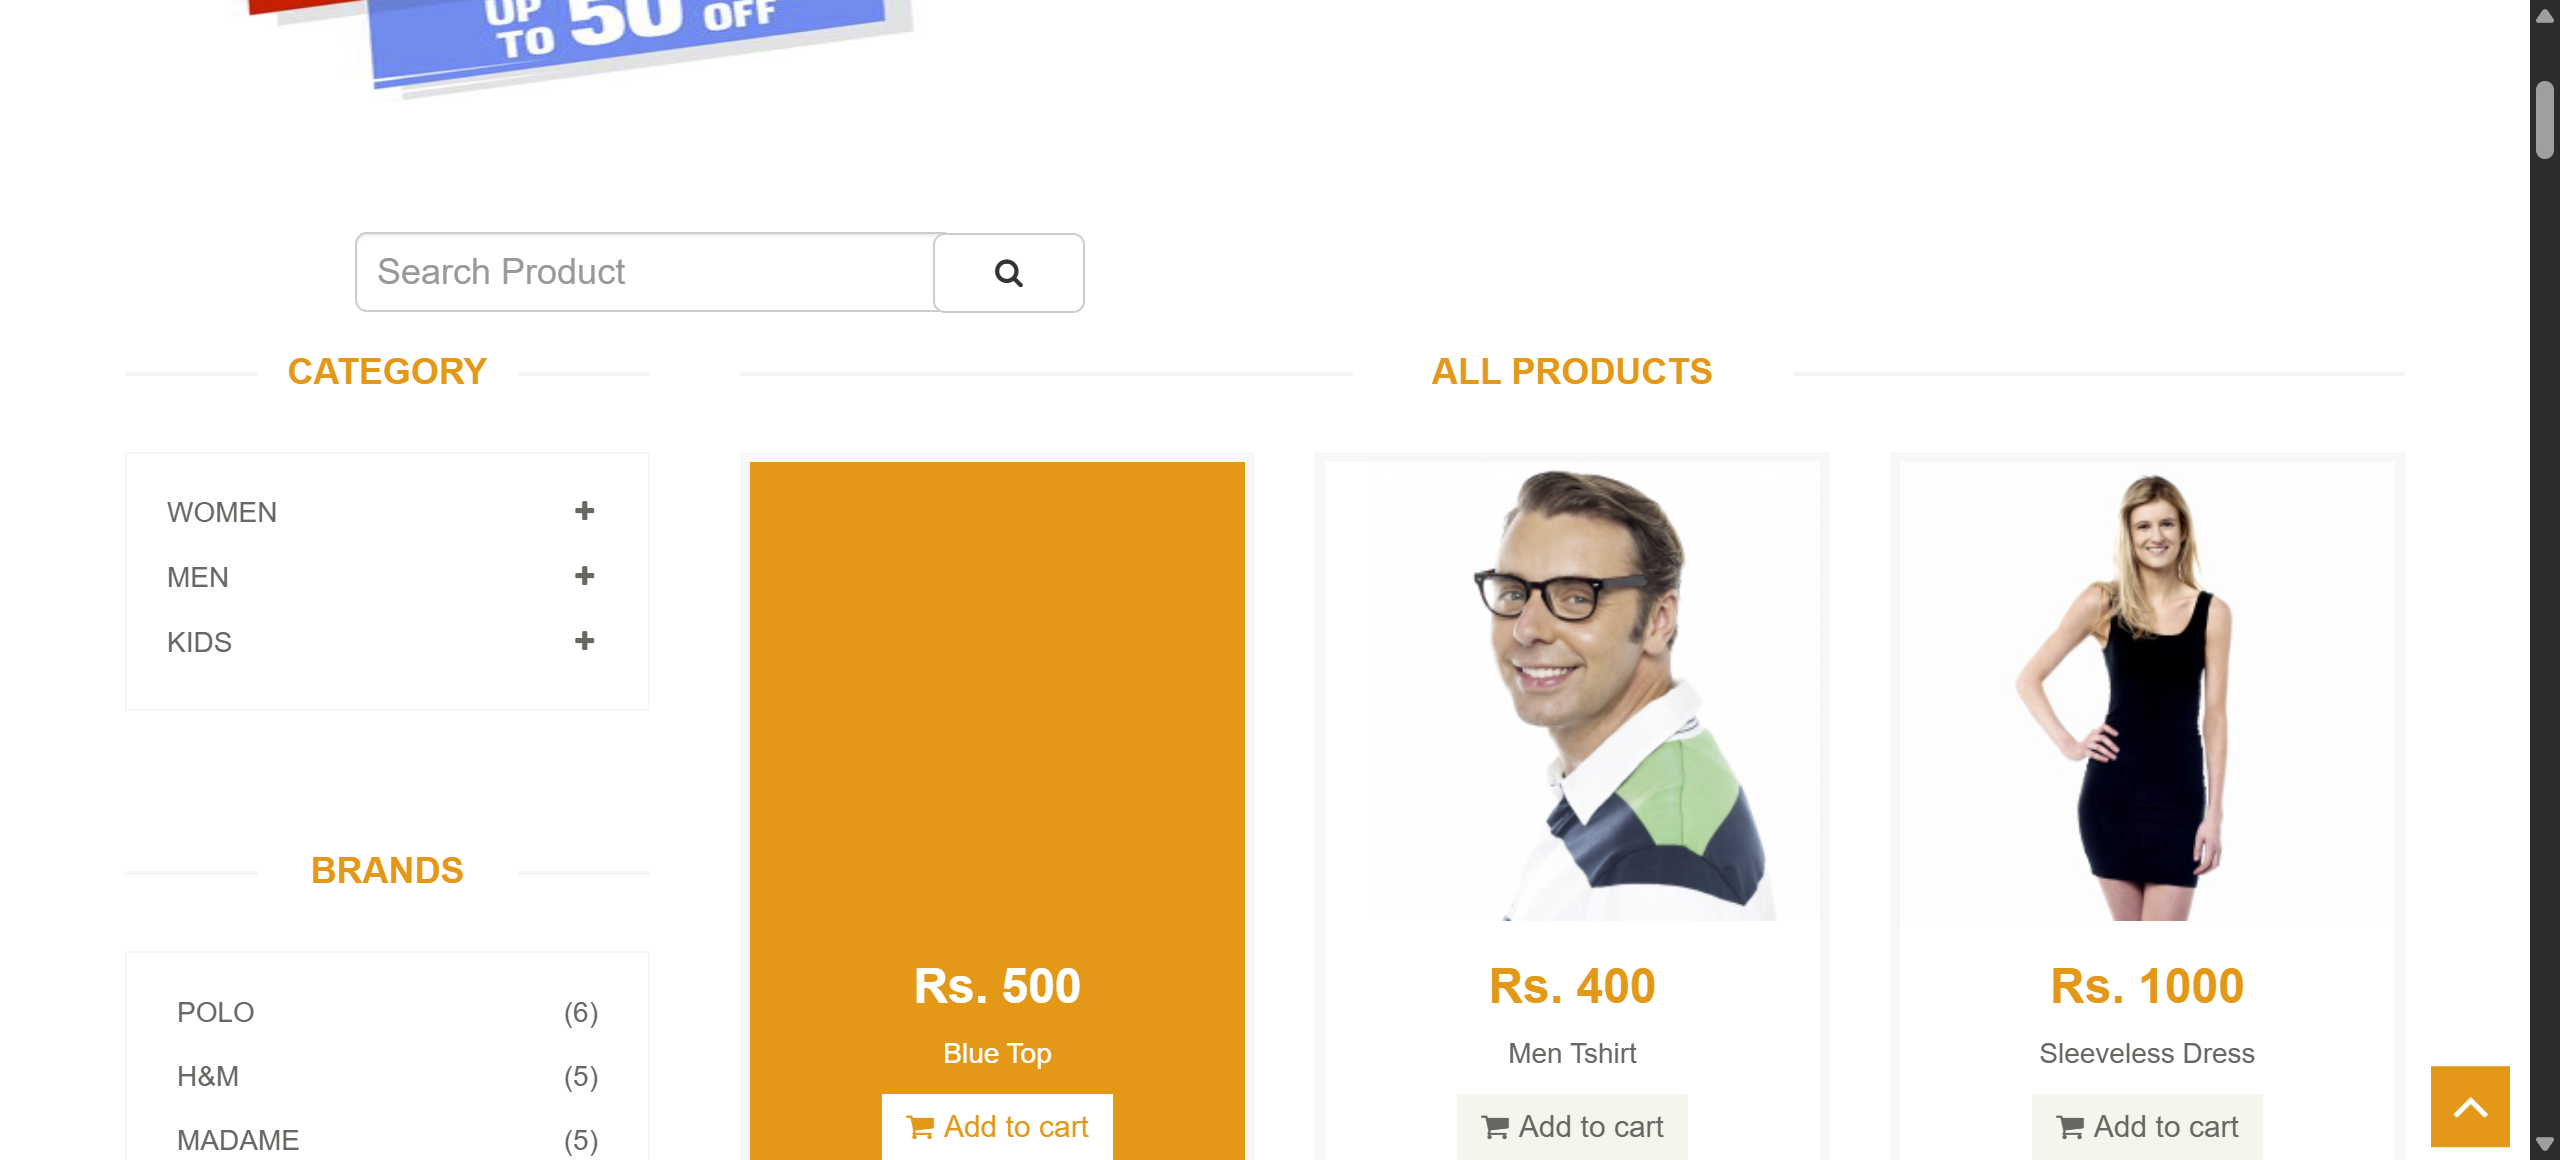 UP
TO 50 OFF
Search Product
CATEGORY
ALL PRODUCTS
WOMEN
MEN
KIDS
BRANDS
POLO (6)
H&M (5)
MADAME (5)
Rs. 500
Blue Top
Add to cart
Rs. 400
Men Tshirt
Add to cart
Rs. 1000
Sleeveless Dress
Add to cart